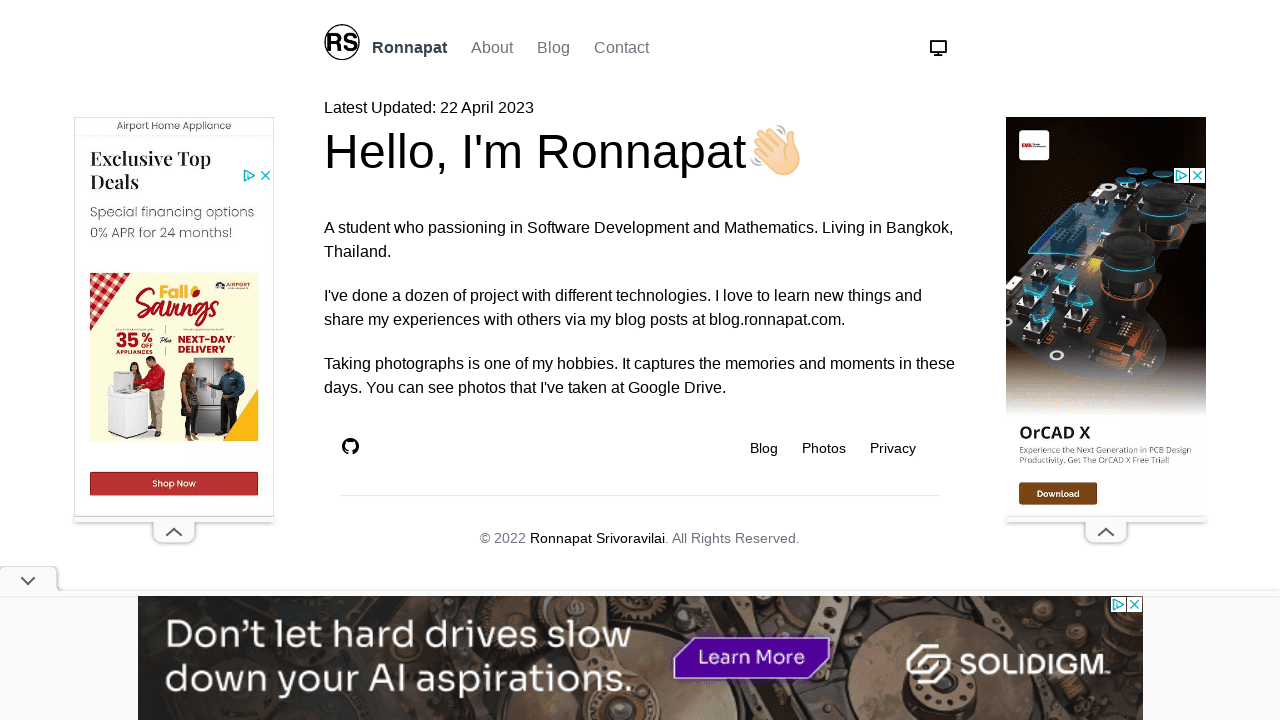 RS
Ronnapat About Blog Contact
Latest Updated: 22 April 2023
Hello, I'm Ronnapat
A student who passioning in Software Development and Mathematics. Living in Bangkok,
Thailand.
I've done a dozen of project with different technologies. I love to learn new things and
share my experiences with others via my blog posts at blog.ronnapat.com.
Taking photographs is one of my hobbies. It captures the memories and moments in these
days. You can see photos that I've taken at Google Drive.
Blog Photos Privacy
© 2022 Ronnapat Srivoravilai. All Rights Reserved.
Airport Home Appliance
Exclusive Top
Deals
Special financing options
0% APR for 24 months!
AIRPORT
Fall
Savings
35% OFF
APPLIANCES
Plus
NEXT-DAY
DELIVERY
Shop Now
EMA
OrCAD X
Experience the Next Generation in PCB Design
Productivity. Get The OrCAD X Free Trial!
Download
Don't let hard drives slow
down your AI aspirations.
Learn More
SOLIDIGM